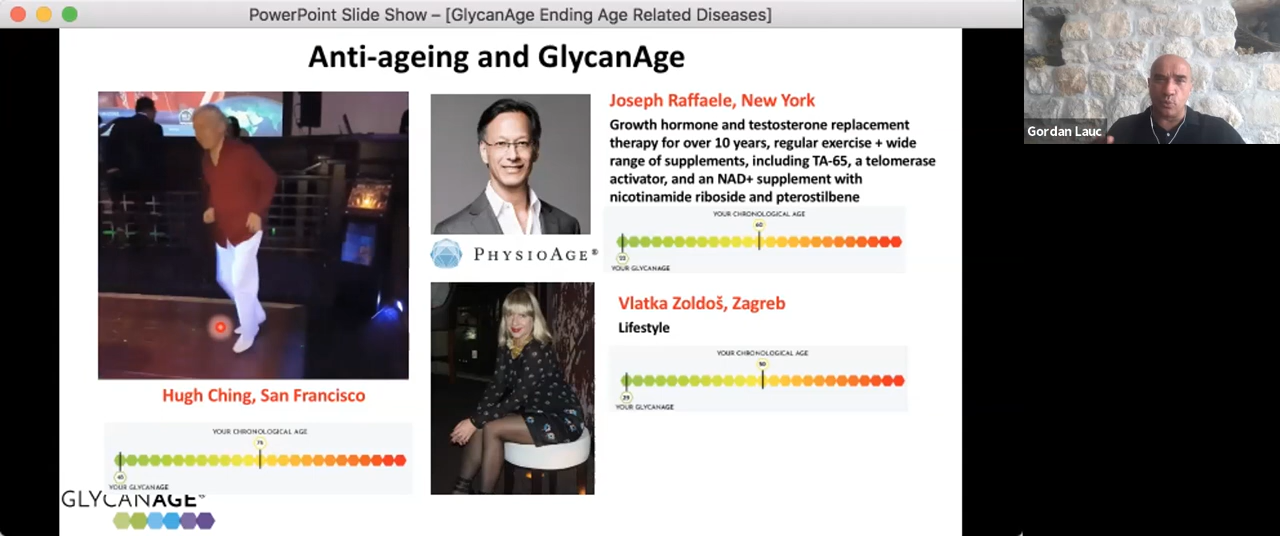 PowerPoint Slide Show – [GlycanAge Ending Age Related Diseases]
Anti-ageing and GlycanAge
Gordan Lauc
Joseph Raffaele, New York
Growth hormone and testosterone replacement
therapy for over 10 years, regular exercise + wide
range of supplements, including TA-65, a telomerase
activator, and an NAD+ supplement with
nicotinamide riboside and pterostilbene
YOUR CHRONOLOGICAL AGE
60
YOUR GLYCANAGE
PHYSIOAGE®
Vlatka Zoldoš, Zagreb
Lifestyle
YOUR CHRONOLOGICAL AGE
50
YOUR GLYCANAGE
Hugh Ching, San Francisco
YOUR CHRONOLOGICAL AGE
YOUR GLYCANAGE
GLYCANAGE®